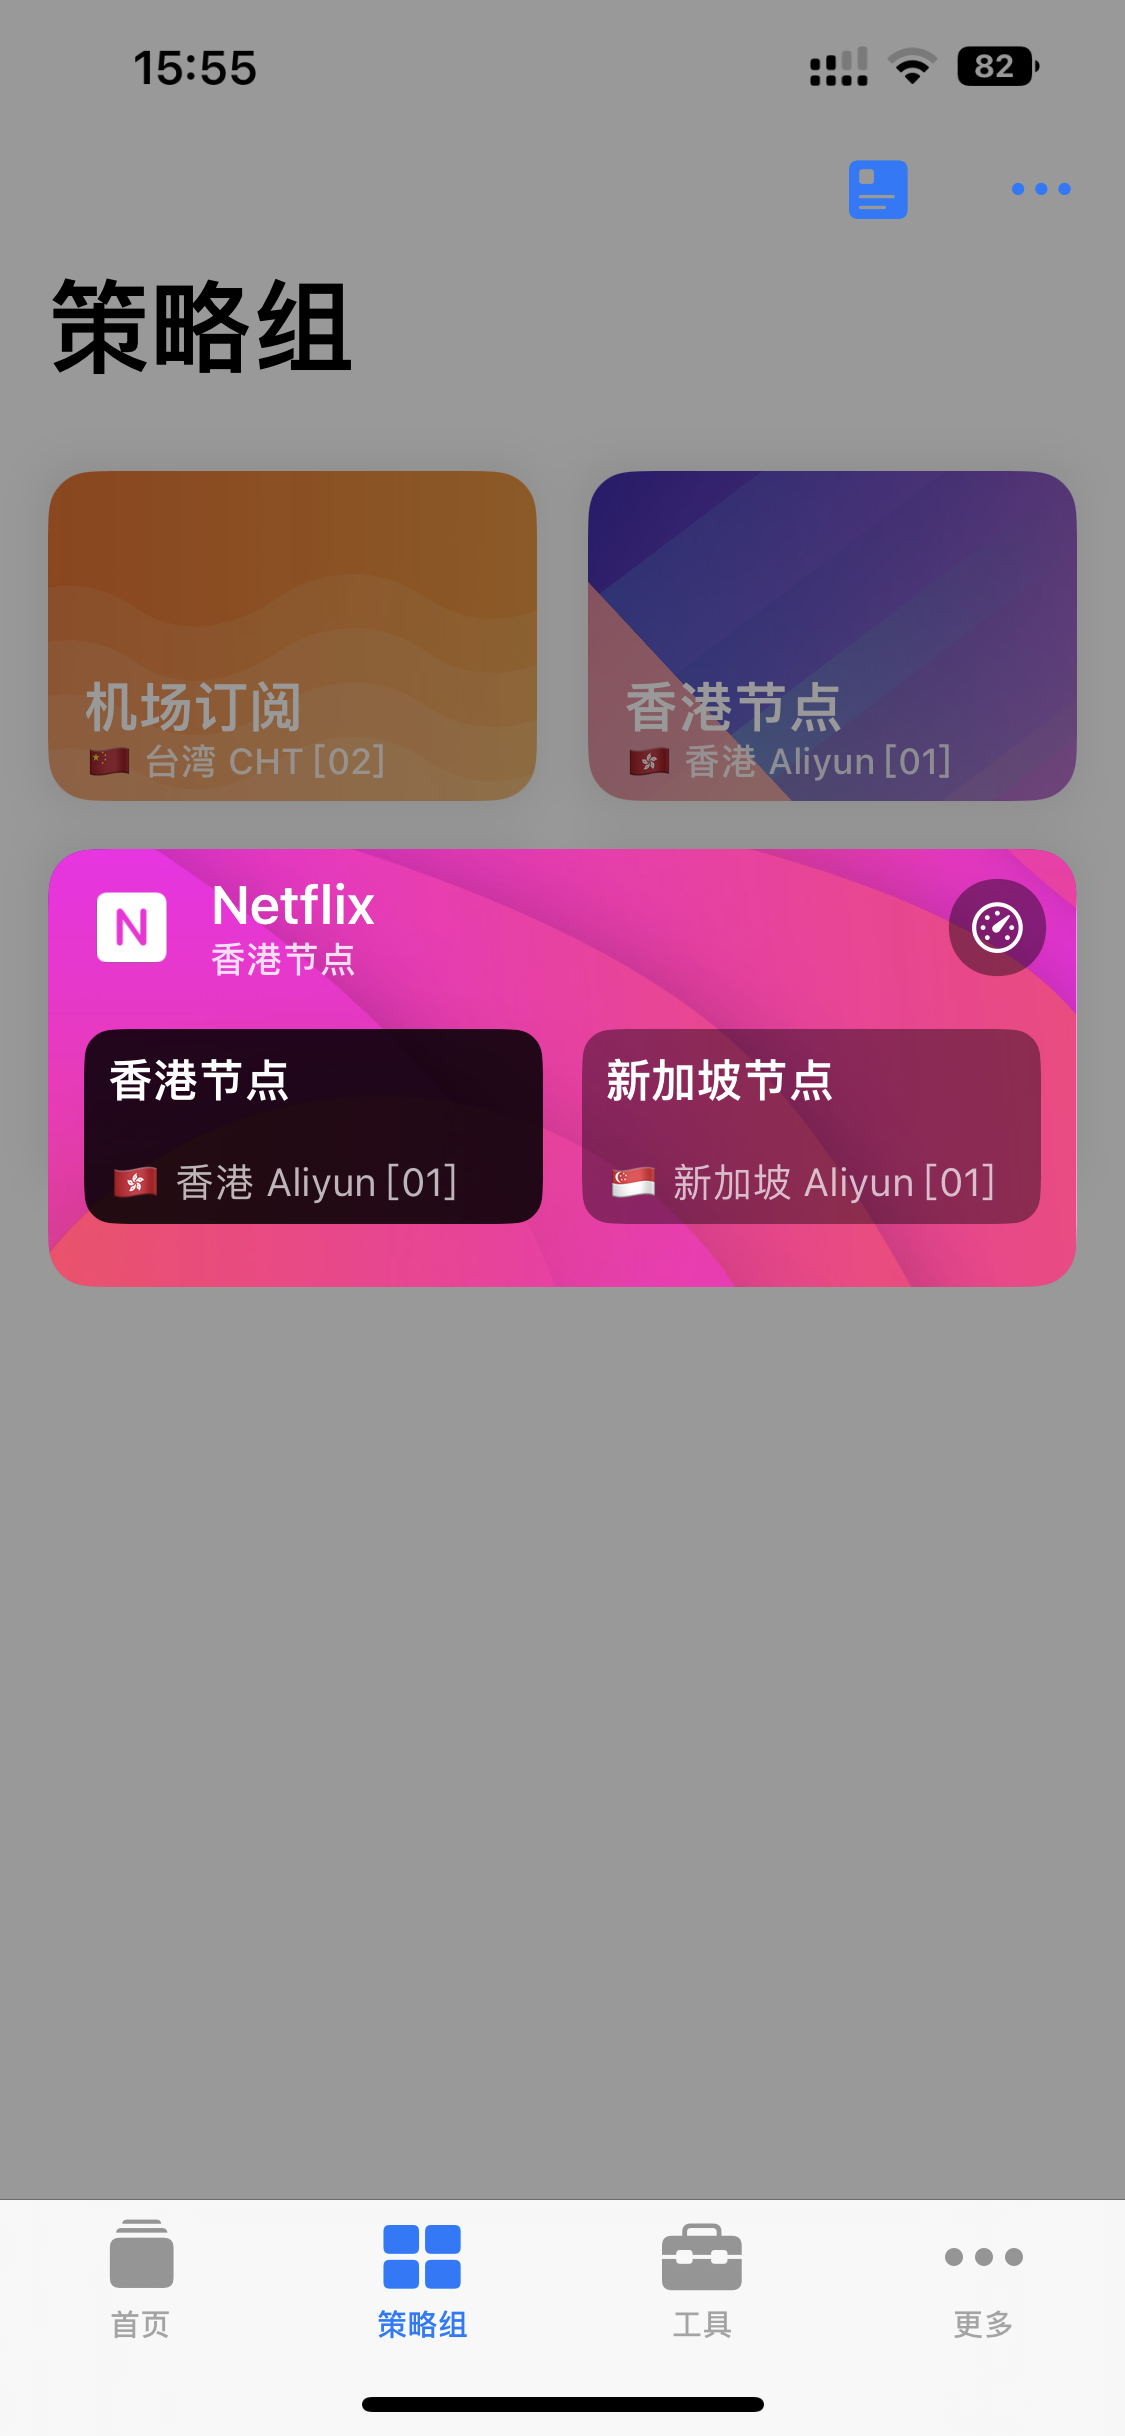 15:55
82
策略组
机场订阅
🇨🇳 台湾 CHT [02]
香港节点
🇭🇰 香港 Aliyun [01]
N
Netflix
香港节点
香港节点
🇭🇰 香港 Aliyun [01]
新加坡节点
🇸🇬 新加坡 Aliyun [01]
首页
策略组
工具
更多